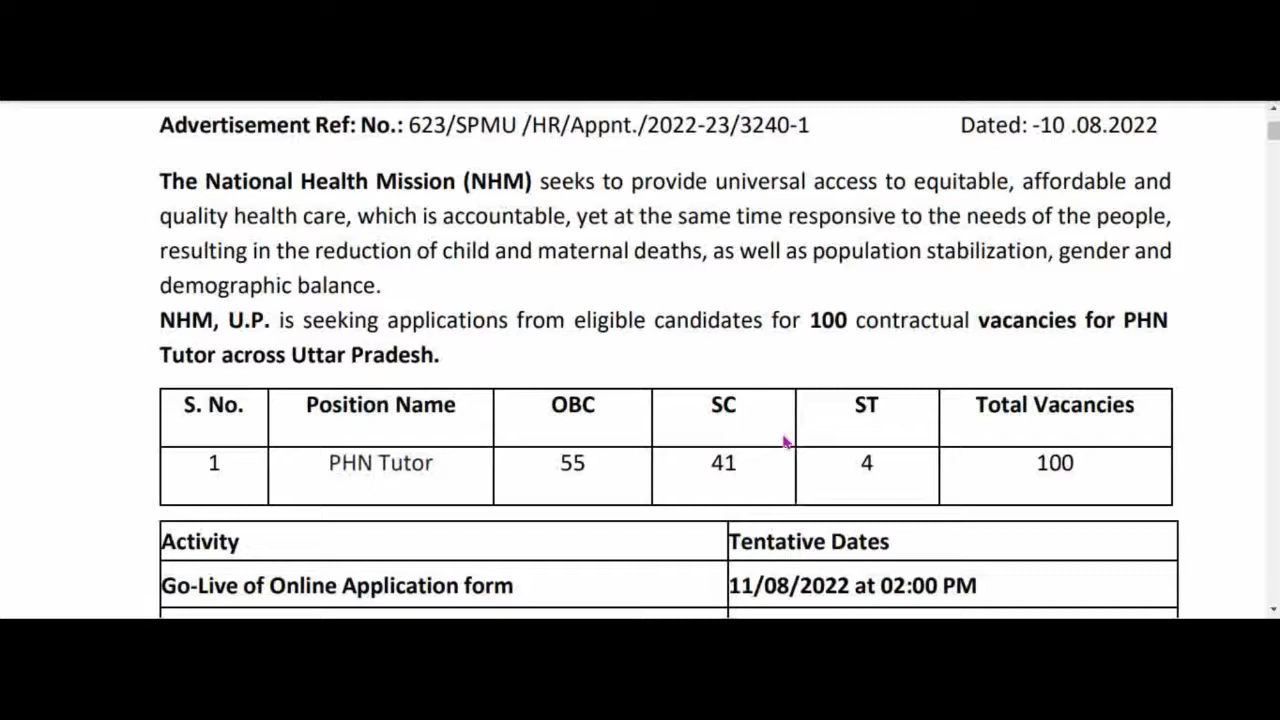 Advertisement Ref: No.: 623/SPMU /HR/Appnt./2022-23/3240-1 Dated: -10 .08.2022
The National Health Mission (NHM) seeks to provide universal access to equitable, affordable and
quality health care, which is accountable, yet at the same time responsive to the needs of the people,
resulting in the reduction of child and maternal deaths, as well as population stabilization, gender and
demographic balance.
NHM, U.P. is seeking applications from eligible candidates for 100 contractual vacancies for PHN
Tutor across Uttar Pradesh.
S. No. Position Name OBC SC ST Total Vacancies
1 PHN Tutor 55 41 4 100
Activity Tentative Dates
Go-Live of Online Application form 11/08/2022 at 02:00 PM